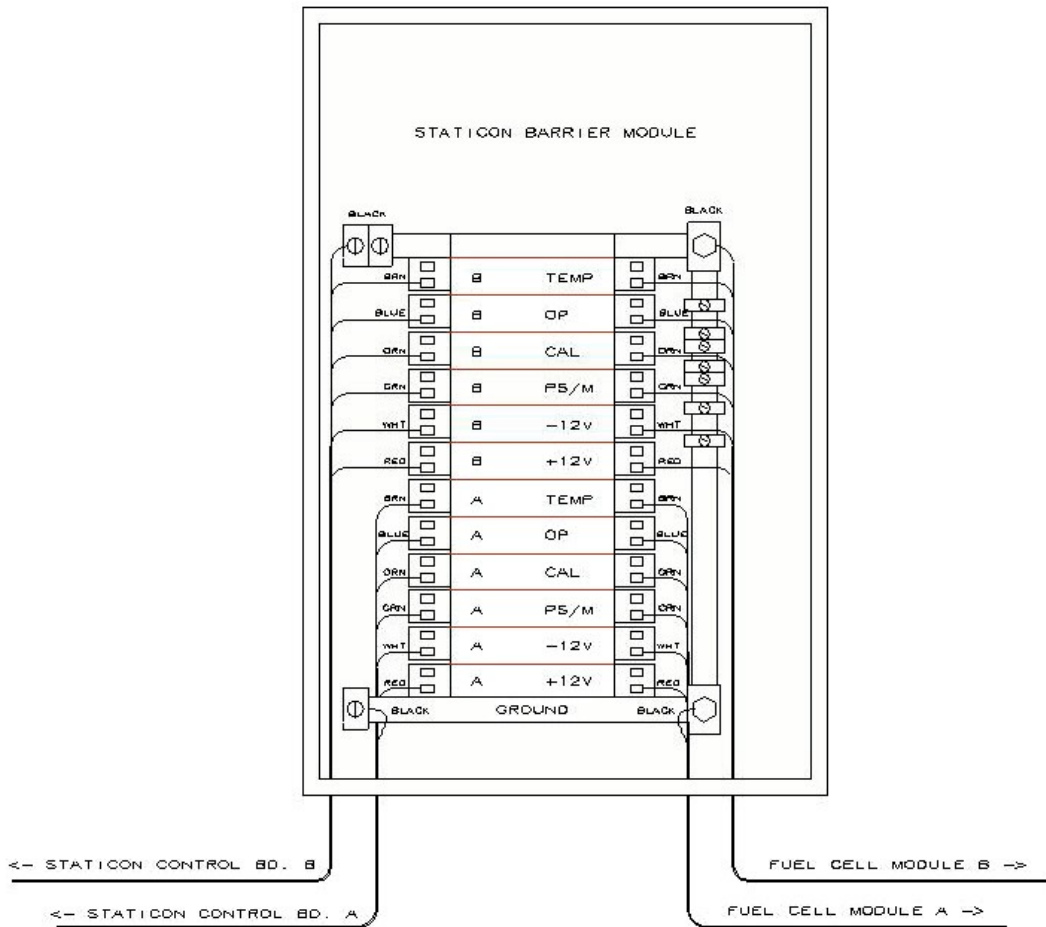 STATICON BARRIER MODULE
BLACK BLACK
BRN B TEMP BRN
BLUE B OP BLUE
ORN B CAL ORN
GRN B PS/M GRN
WHT B -12V WHT
RED B +12V RED
BRN A TEMP BRN
BLUE A OP BLUE
ORN A CAL ORN
GRN A PS/M GRN
WHT A -12V WHT
RED A +12V RED
BLACK GROUND BLACK
<- STATICON CONTROL BD. B FUEL CELL MODULE B ->
<- STATICON CONTROL BD. A FUEL CELL MODULE A ->